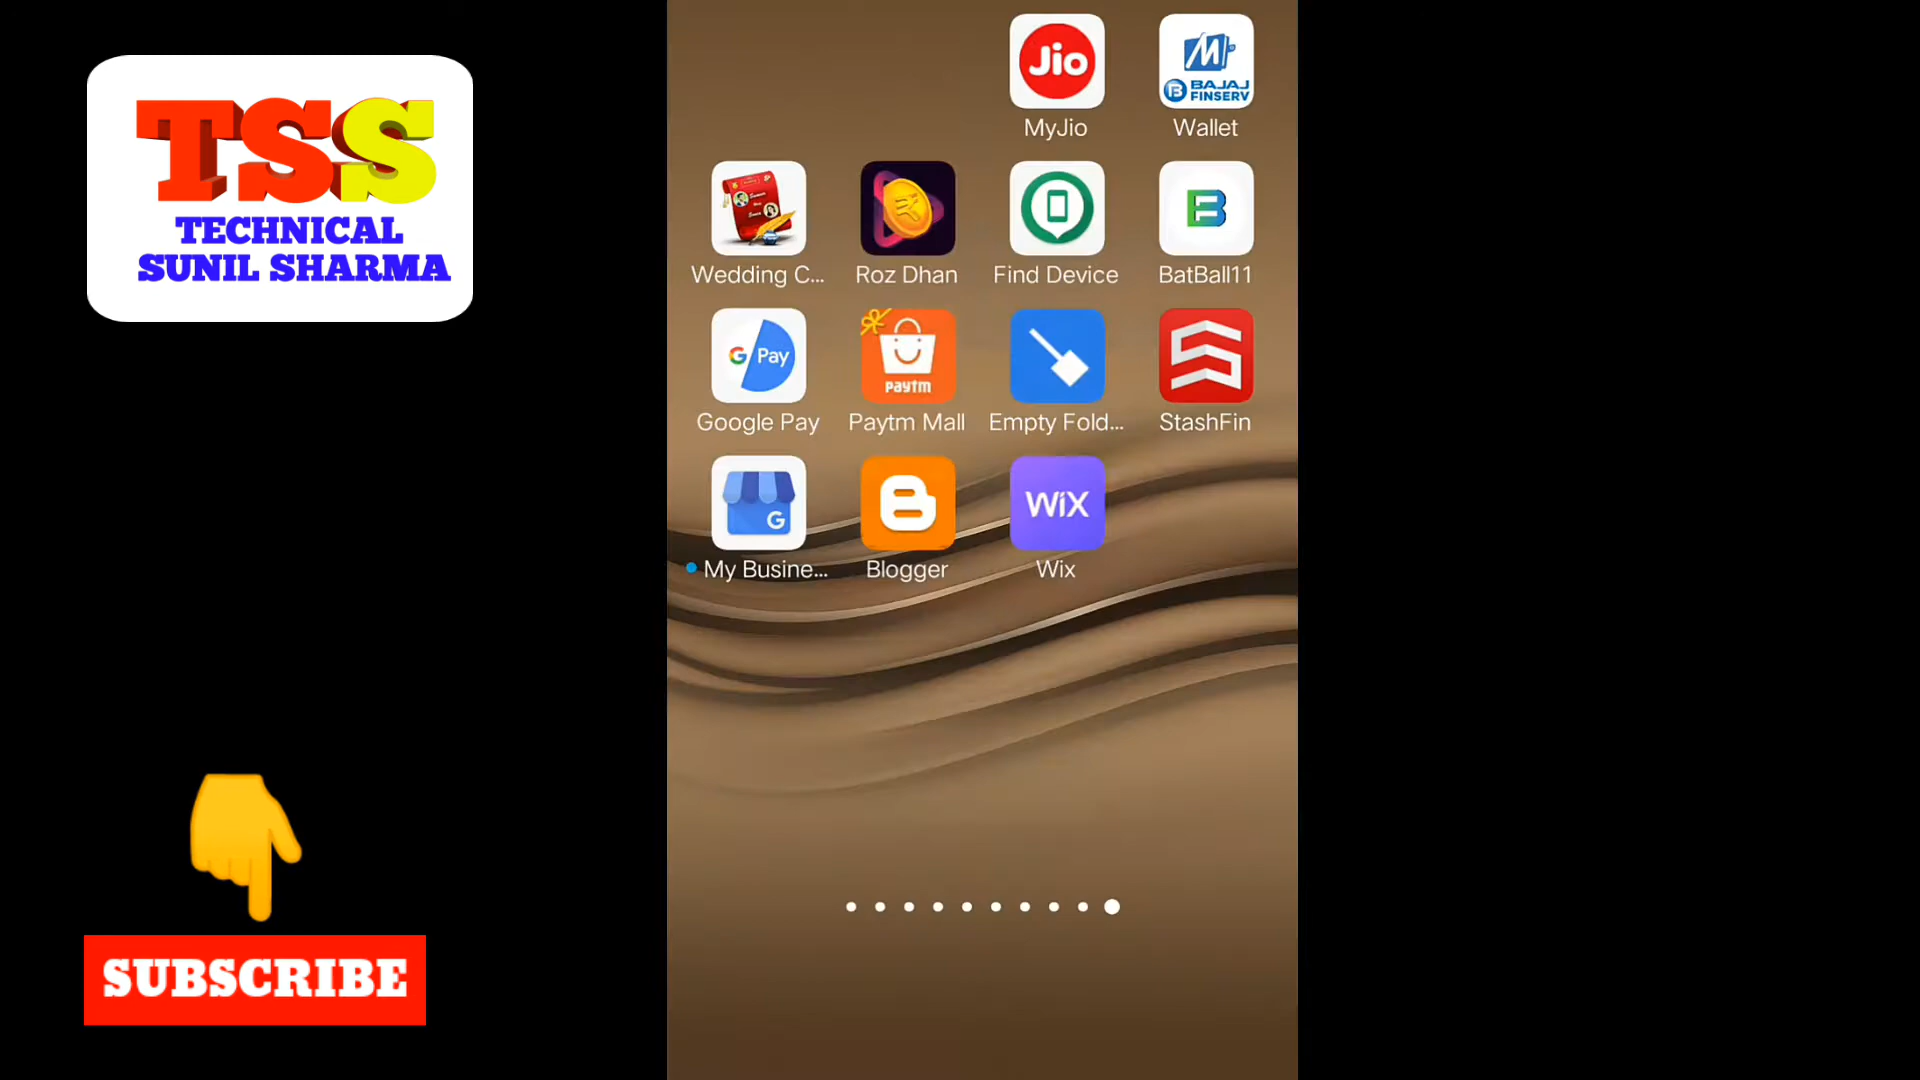 TSS
TECHNICAL
SUNIL SHARMA
Jio
M
B BAJAJ
FINSERV
MyJio
Wallet
Wedding C...
Roz Dhan
Find Device
BatBall11
G Pay
paytm
Google Pay
Paytm Mall
Empty Fold...
StashFin
G
WiX
My Busine...
Blogger
Wix
SUBSCRIBE